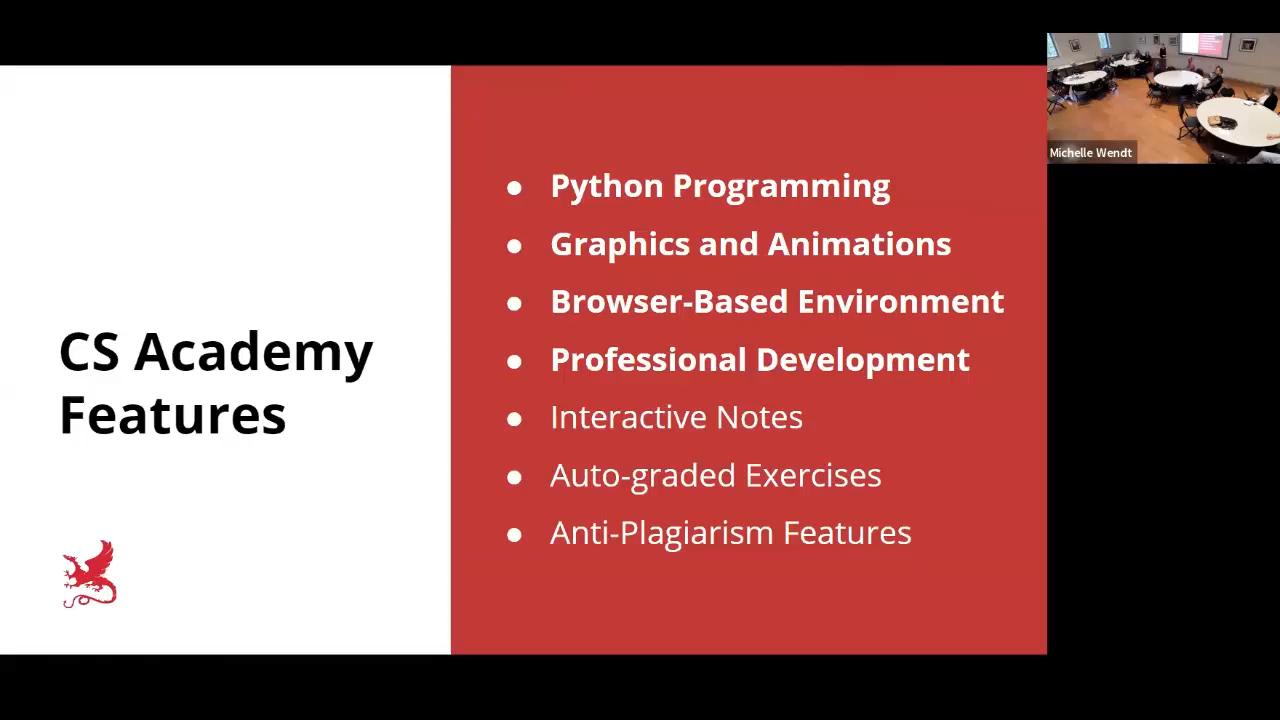 CS Academy
Features
● Python Programming
● Graphics and Animations
● Browser-Based Environment
● Professional Development
● Interactive Notes
● Auto-graded Exercises
● Anti-Plagiarism Features
Michelle Wendt